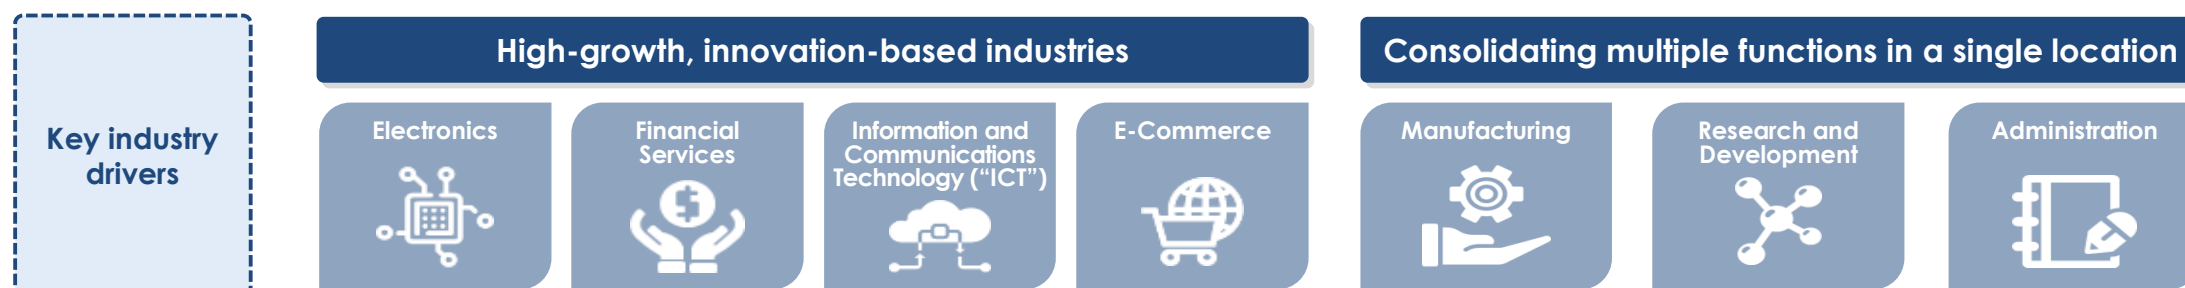 Key industry
drivers
High-growth, innovation-based industries
Electronics
Financial
Services
Information and
Communications
Technology (“ICT”)
E-Commerce
Consolidating multiple functions in a single location
Manufacturing
Research and
Development
Administration